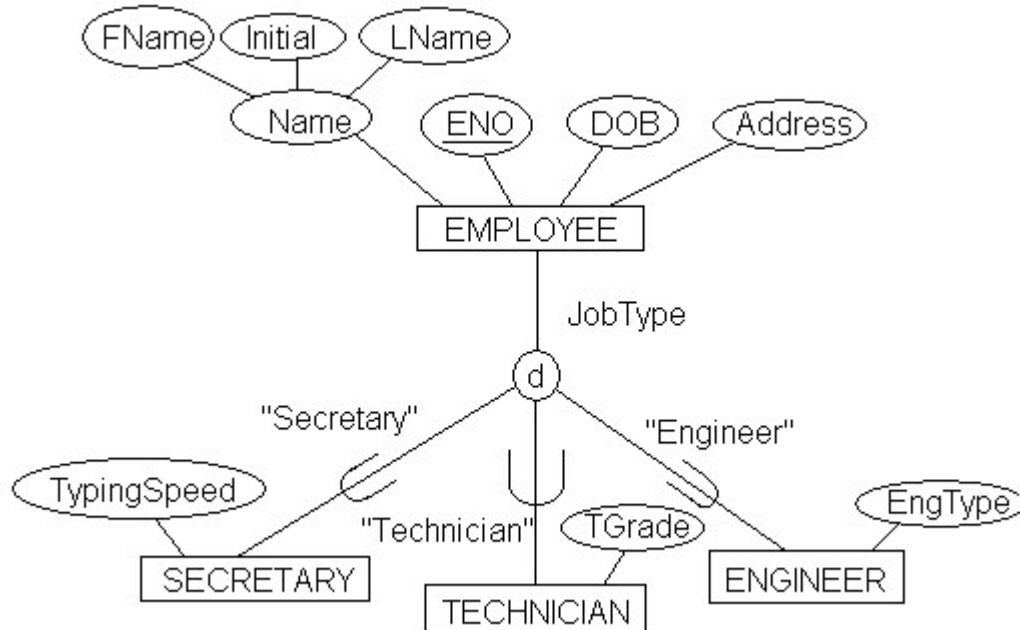 FName
Initial
LName
Name
ENO
DOB
Address
EMPLOYEE
JobType
d
"Secretary"
"Engineer"
TypingSpeed
"Technician"
TGrade
EngType
SECRETARY
TECHNICIAN
ENGINEER